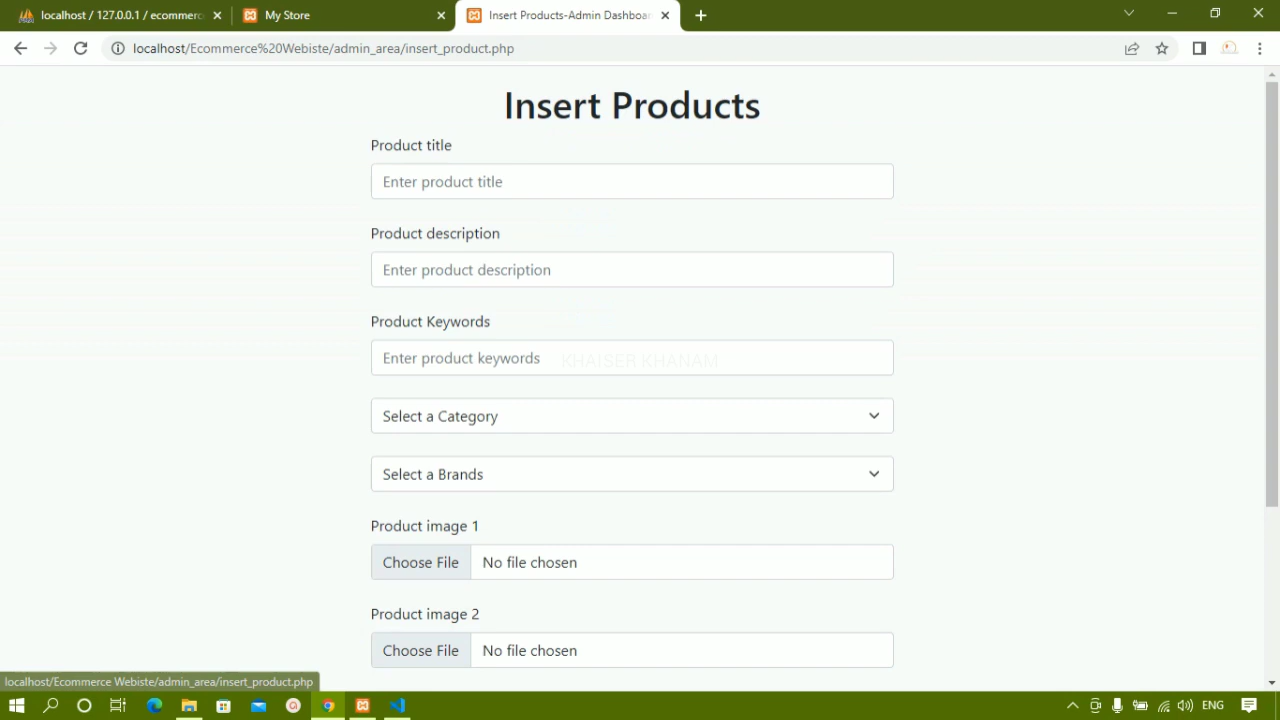 localhost / 127.0.0.1 / ecommerc
My Store
Insert Products-Admin Dashboar
localhost/Ecommerce%20Webiste/admin_area/insert_product.php
Insert Products
Product title
Enter product title
Product description
Enter product description
Product Keywords
Enter product keywords
KHAISER KHANAM
Select a Category
Select a Brands
Product image 1
Choose File No file chosen
Product image 2
Choose File No file chosen
localhost/Ecommerce Webiste/admin_area/insert_product.php
ENG